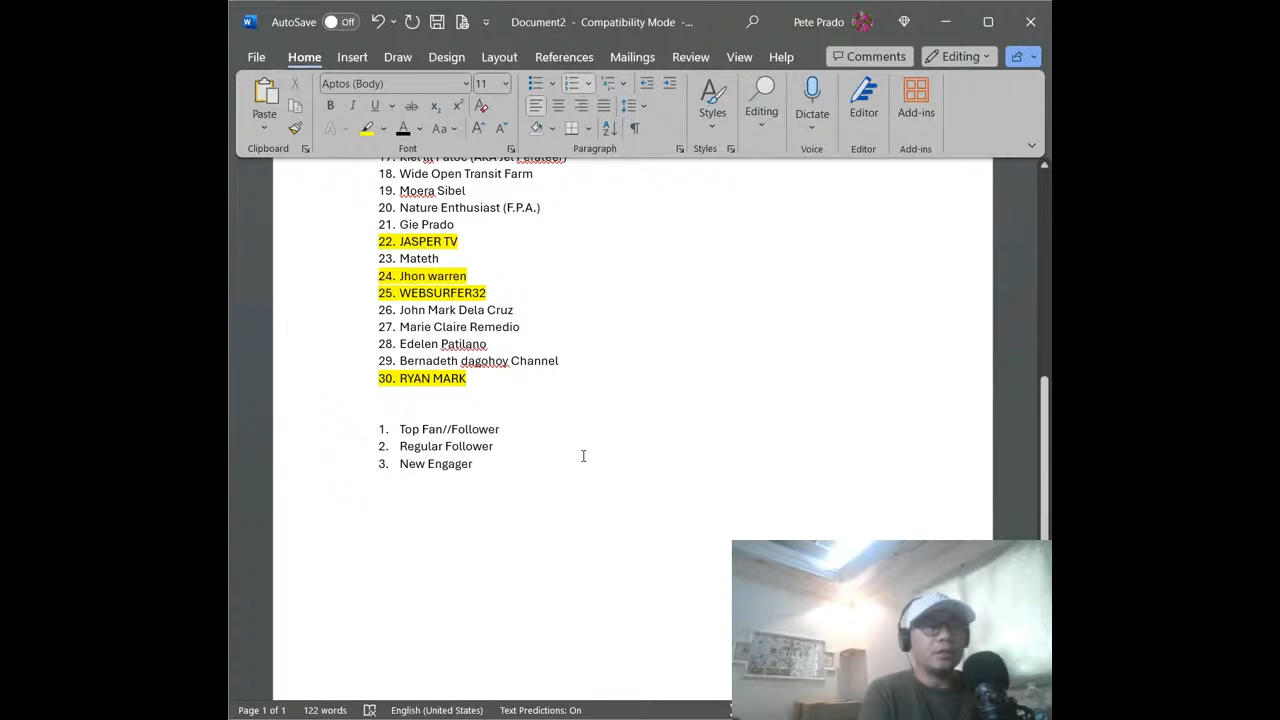 AutoSave Off Document2 - Compatibility Mode -... Pete Prado
File Home Insert Draw Design Layout References Mailings Review View Help Comments Editing
Paste Aptos (Body) 11 Styles Editing Dictate Editor Add-ins
Clipboard Font Paragraph Styles Voice Editor Add-ins
18. Wide Open Transit Farm
19. Moera Sibel
20. Nature Enthusiast (F.P.A.)
21. Gie Prado
22. JASPER TV
23. Mateth
24. Jhon warren
25. WEBSURFER32
26. John Mark Dela Cruz
27. Marie Claire Remedio
28. Edelen Patilano
29. Bernadeth dagohoy Channel
30. RYAN MARK
1. Top Fan//Follower
2. Regular Follower
3. New Engager
Page 1 of 1 122 words English (United States) Text Predictions: On